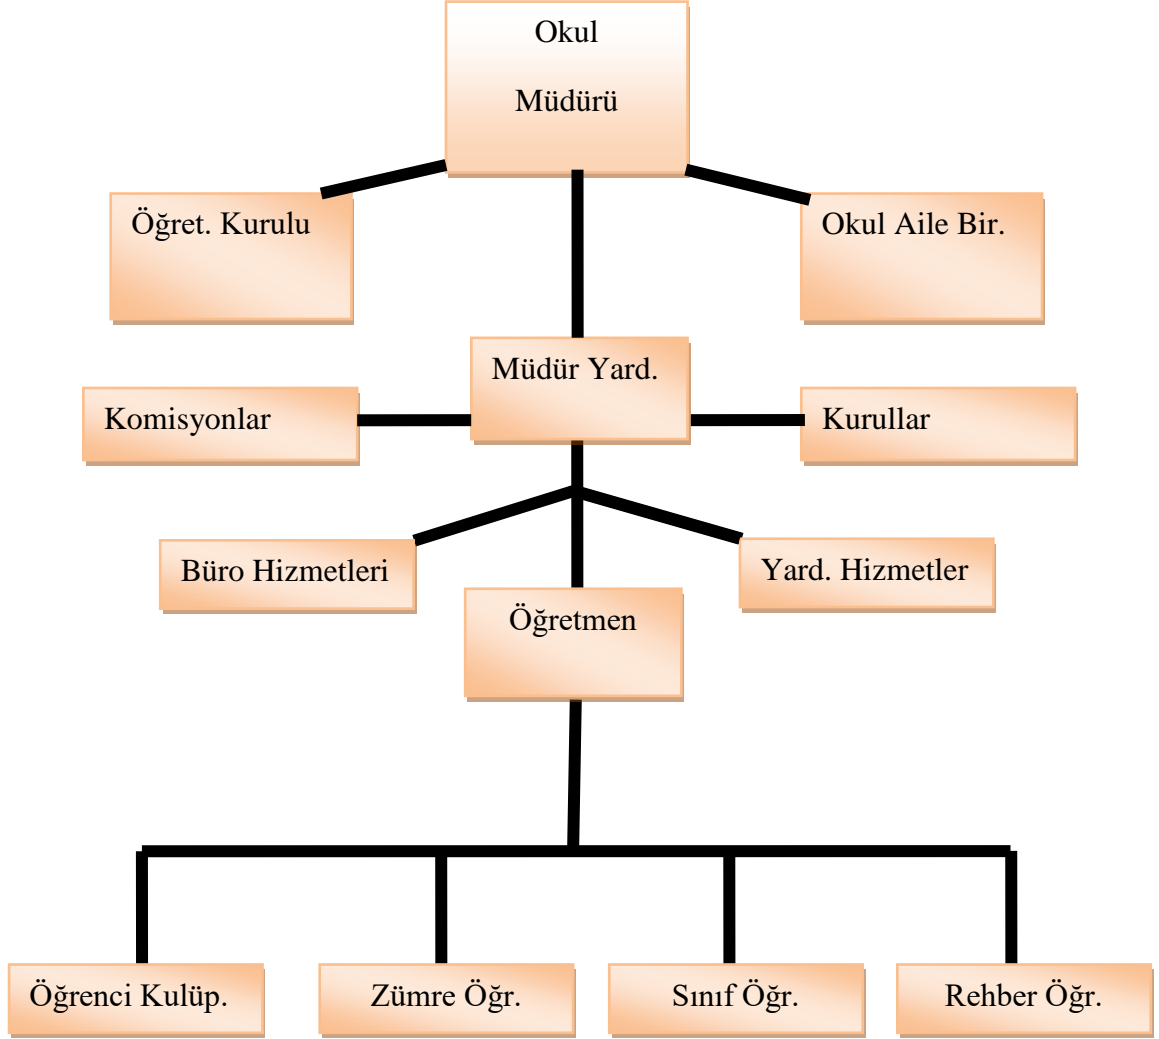 Okul
Müdürü
Öğret. Kurulu
Okul Aile Bir.
Müdür Yard.
Komisyonlar
Kurullar
Büro Hizmetleri
Yard. Hizmetler
Öğretmen
Öğrenci Kulüp.
Zümre Öğr.
Sınıf Öğr.
Rehber Öğr.